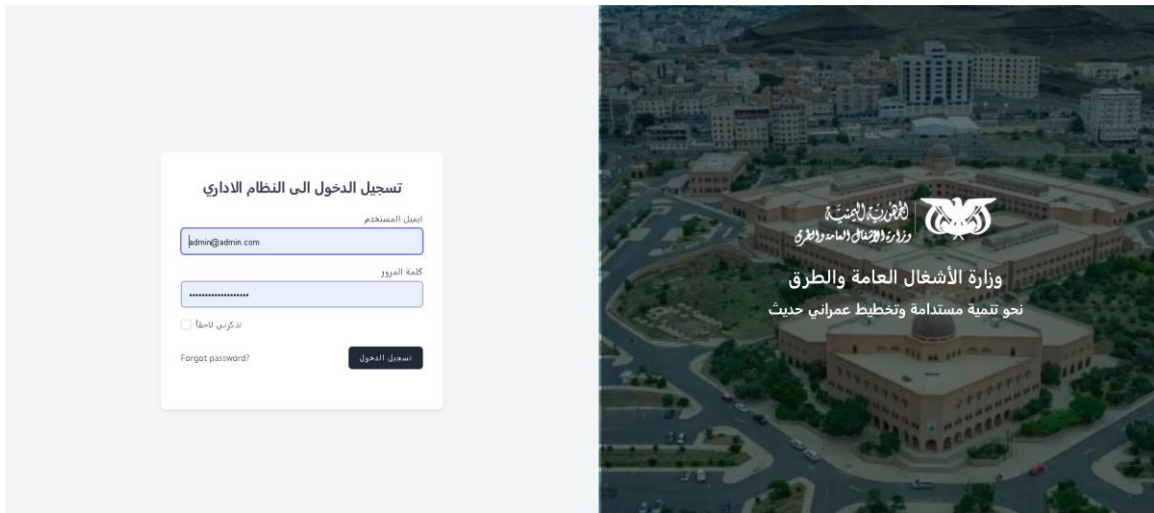 تسجيل الدخول الى النظام الاداري
ايميل المستخدم
admin@admin.com
كلمة المرور
تذكرني لاحقاً
تسجيل الدخول
Forgot password?
الجمهورية اليمنية
وزارة الأشغال العامة والطرق
وزارة الأشغال العامة والطرق
نحو تنمية مستدامة وتخطيط عمراني حديث